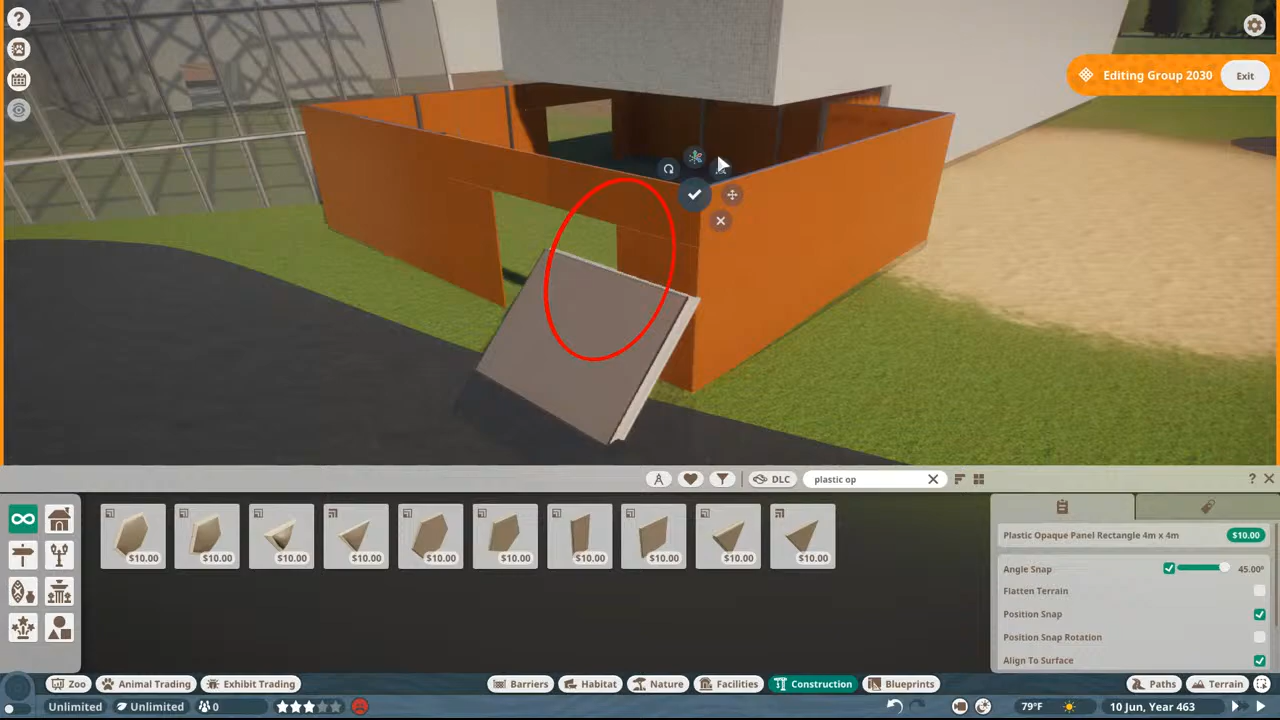 Editing Group 2030 Exit
DLC plastic op
$10.00 $10.00 $10.00 $10.00 $10.00 $10.00 $10.00 $10.00 $10.00 $10.00
Plastic Opaque Panel Rectangle 4m x 4m $10.00
Angle Snap 45.00°
Flatten Terrain
Position Snap
Position Snap Rotation
Align To Surface
Zoo Animal Trading Exhibit Trading Barriers Habitat Nature Facilities Construction Blueprints Paths Terrain
Unlimited Unlimited 0 79°F 10 Jun, Year 463